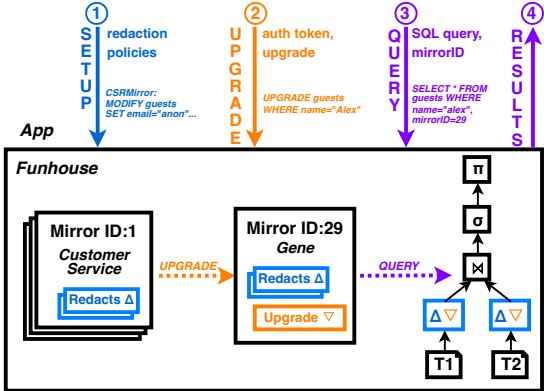 1
SETUP
redaction
policies
CSRMirror:
MODIFY guests
SET email="anon"...
2
UPGRADE
auth token,
upgrade
UPGRADE guests
WHERE name="Alex"
3
QUERY
SQL query,
mirrorID
SELECT * FROM
guests WHERE
name="alex",
mirrorID=29
4
RESULTS
App
Funhouse
Mirror ID:1
Customer
Service
Redacts Δ
UPGRADE
Mirror ID:29
Gene
Redacts Δ
Upgrade ▽
QUERY
π
σ
⋈
Δ ▽
Δ ▽
T1
T2